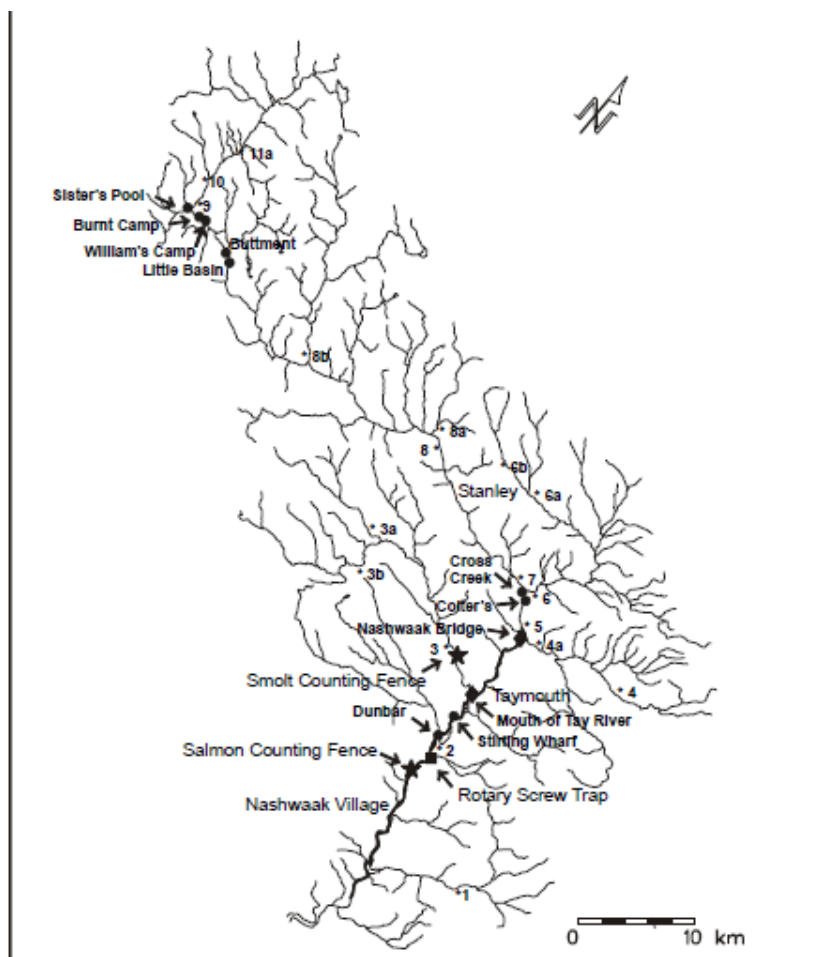 N
* 11a
* 10
Sister's Pool
* 9
Burnt Camp
William's Camp
Buttment
Little Basin
* 8b
* 8a
8 *
* 6b
Stanley
* 6a
* 3a
Cross
Creek
* 3b
* 7
* 6
Colter's
* 5
Nashwaak Bridge
* 4a
3 *
Smolt Counting Fence
* 4
Taymouth
Dunbar
Mouth of Tay River
Stirling Wharf
Salmon Counting Fence
* 2
Rotary Screw Trap
Nashwaak Village
* 1
0 10 km